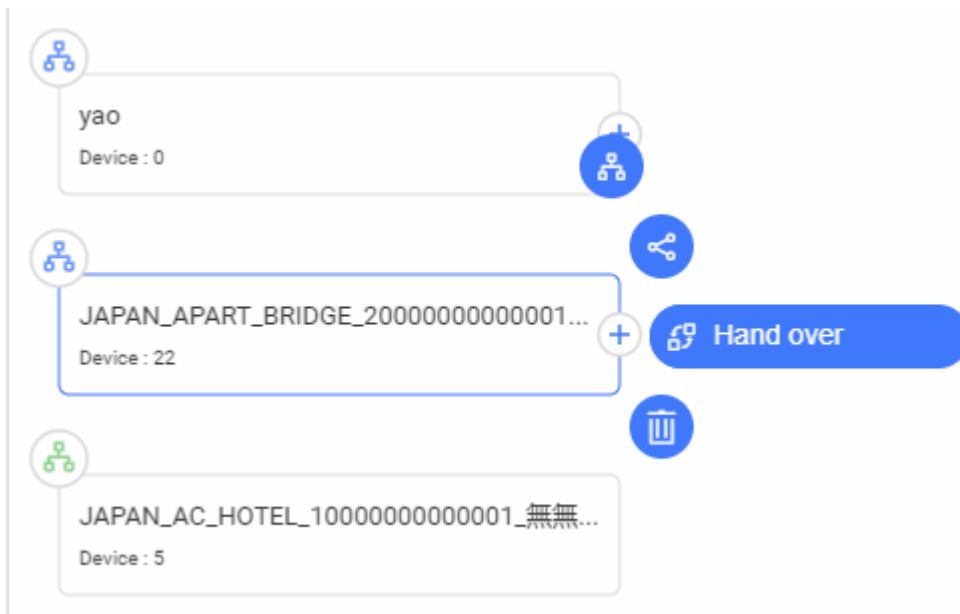 yao
Device : 0
JAPAN_APART_BRIDGE_20000000000001...
Device : 22
Hand over
JAPAN_AC_HOTEL_10000000000001_無無...
Device : 5